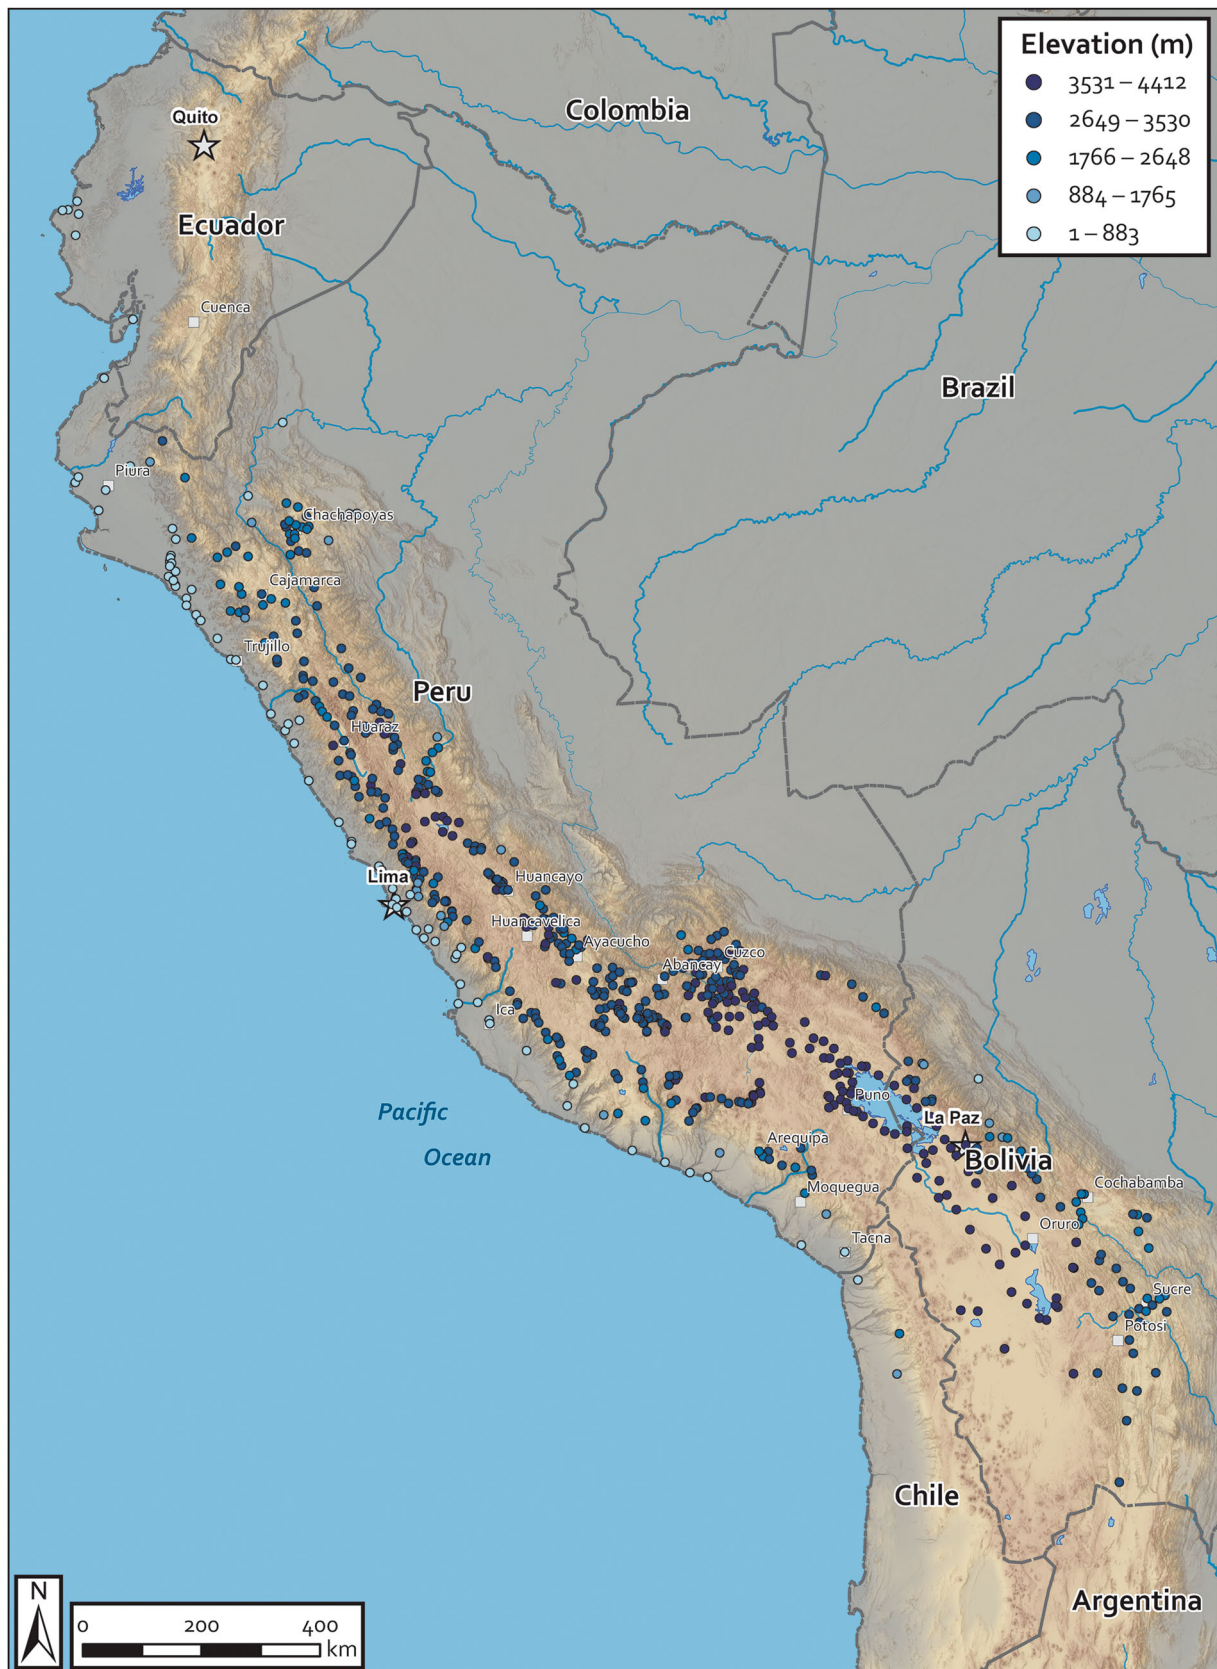 Elevation (m)
3531 – 4412
2649 – 3530
1766 – 2648
884 – 1765
1 – 883
Colombia
Quito
Ecuador
Cuenca
Brazil
Piura
Chachapoyas
Cajamarca
Trujillo
Peru
Huaraz
Lima
Huancayo
Huancavelica
Ayacucho
Cuzco
Abancay
Ica
Puno
Pacific
Ocean
La Paz
Arequipa
Bolivia
Cochabamba
Moquegua
Oruro
Tacna
Sucre
Potosi
Chile
Argentina
N
0 200 400
km